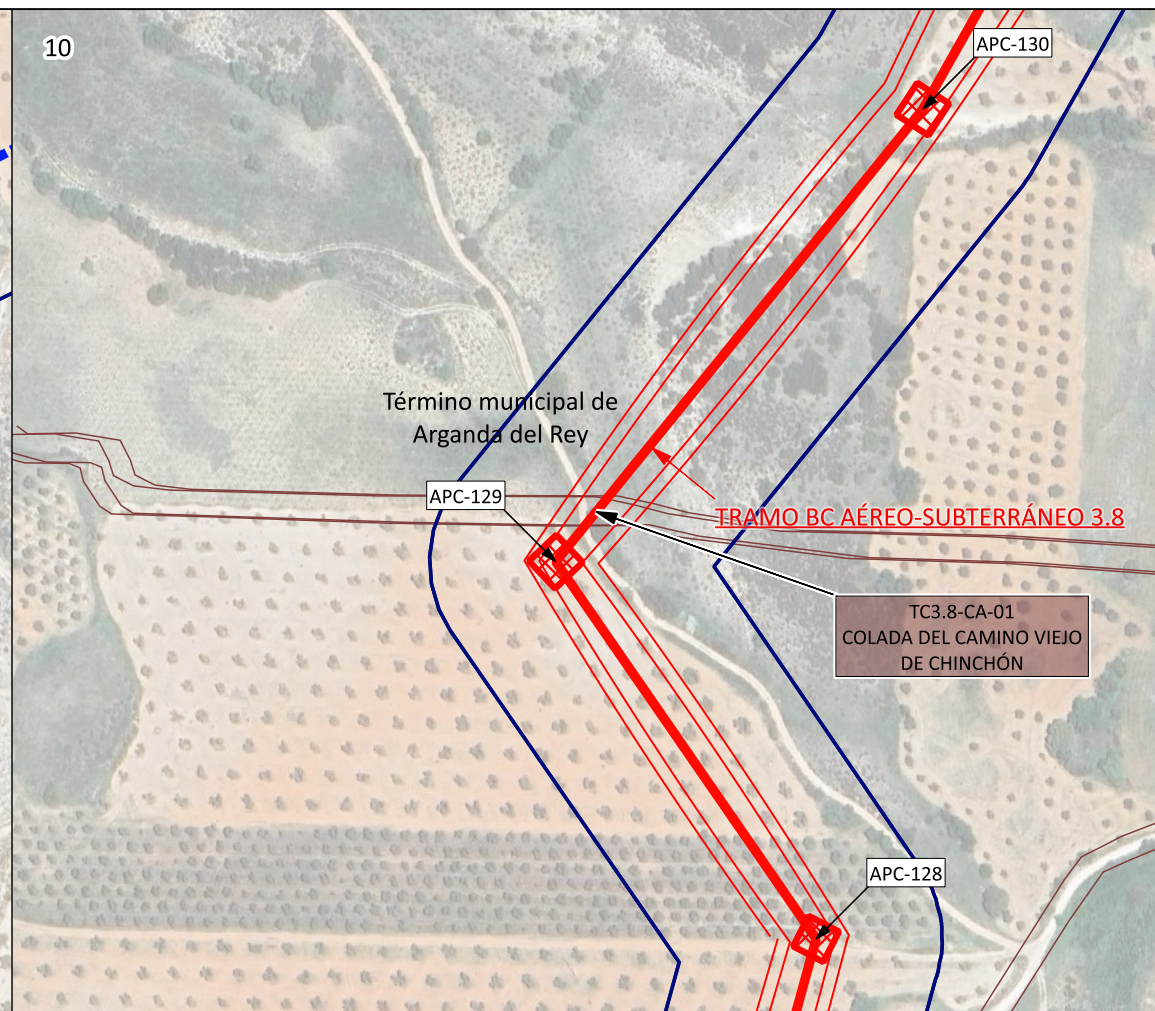 10
APC-130
Término municipal de
Arganda del Rey
APC-129
TRAMO BC AÉREO-SUBTERRÁNEO 3.8
TC3.8-CA-01
COLADA DEL CAMINO VIEJO
DE CHINCHÓN
APC-128